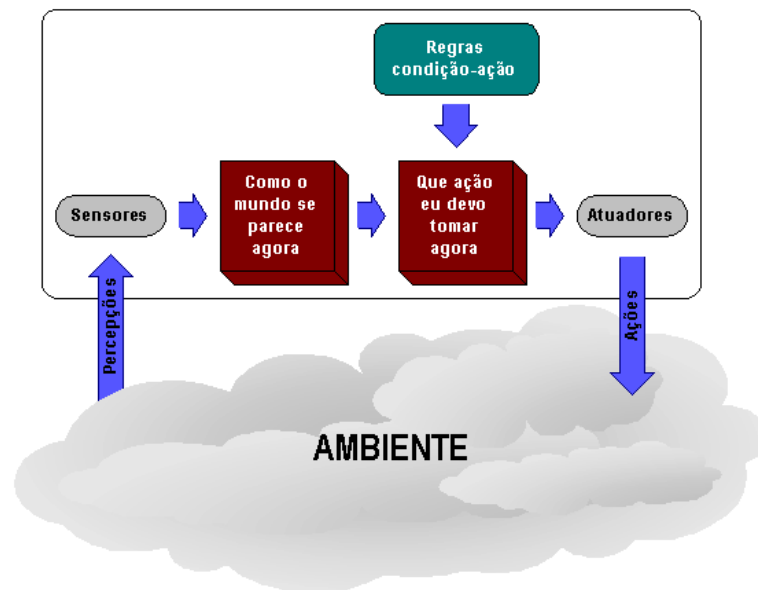 Regras
condição-ação
Sensores
Como o
mundo se
parece
agora
Que ação
eu devo
tomar
agora
Atuadores
Percepções
Ações
AMBIENTE